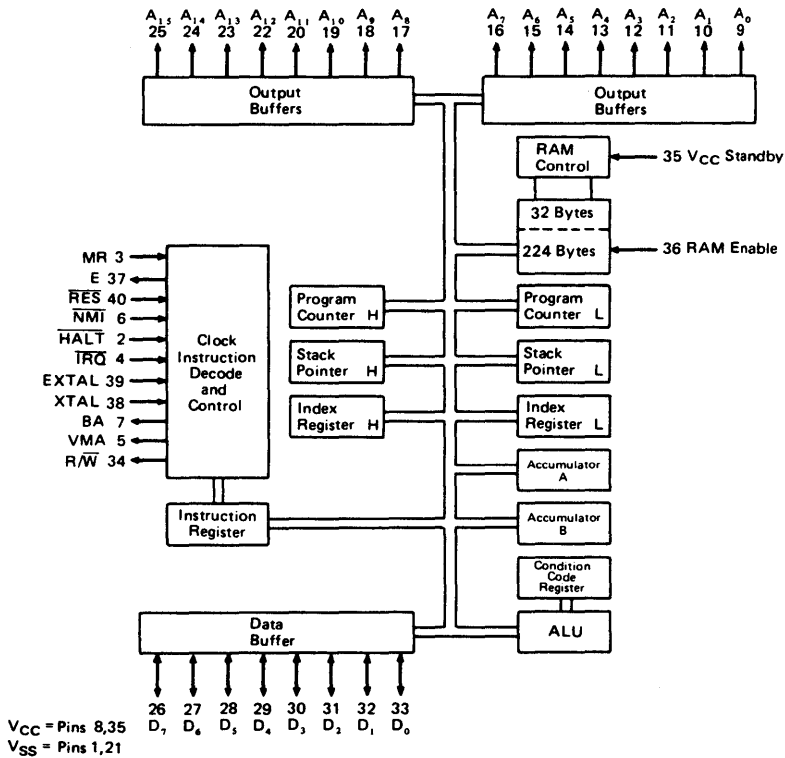 A₁₅ A₁₄ A₁₃ A₁₂ A₁₁ A₁₀ A₉ A₈
25 24 23 22 20 19 18 17
A₇ A₆ A₅ A₄ A₃ A₂ A₁ A₀
16 15 14 13 12 11 10 9
Output
Buffers
Output
Buffers
RAM
Control
35 VCC Standby
32 Bytes
224 Bytes
36 RAM Enable
MR 3
E 37
R̅E̅S̅ 40
N̅M̅I̅ 6
H̅A̅L̅T̅ 2
I̅R̅Q̅ 4
EXTAL 39
XTAL 38
BA 7
VMA 5
R/W̅ 34
Clock
Instruction
Decode
and
Control
Program
Counter H
Program
Counter L
Stack
Pointer H
Stack
Pointer L
Index
Register H
Index
Register L
Accumulator
A
Instruction
Register
Accumulator
B
Condition
Code
Register
ALU
Data
Buffer
26 27 28 29 30 31 32 33
D₇ D₆ D₅ D₄ D₃ D₂ D₁ D₀
VCC = Pins 8,35
VSS = Pins 1,21